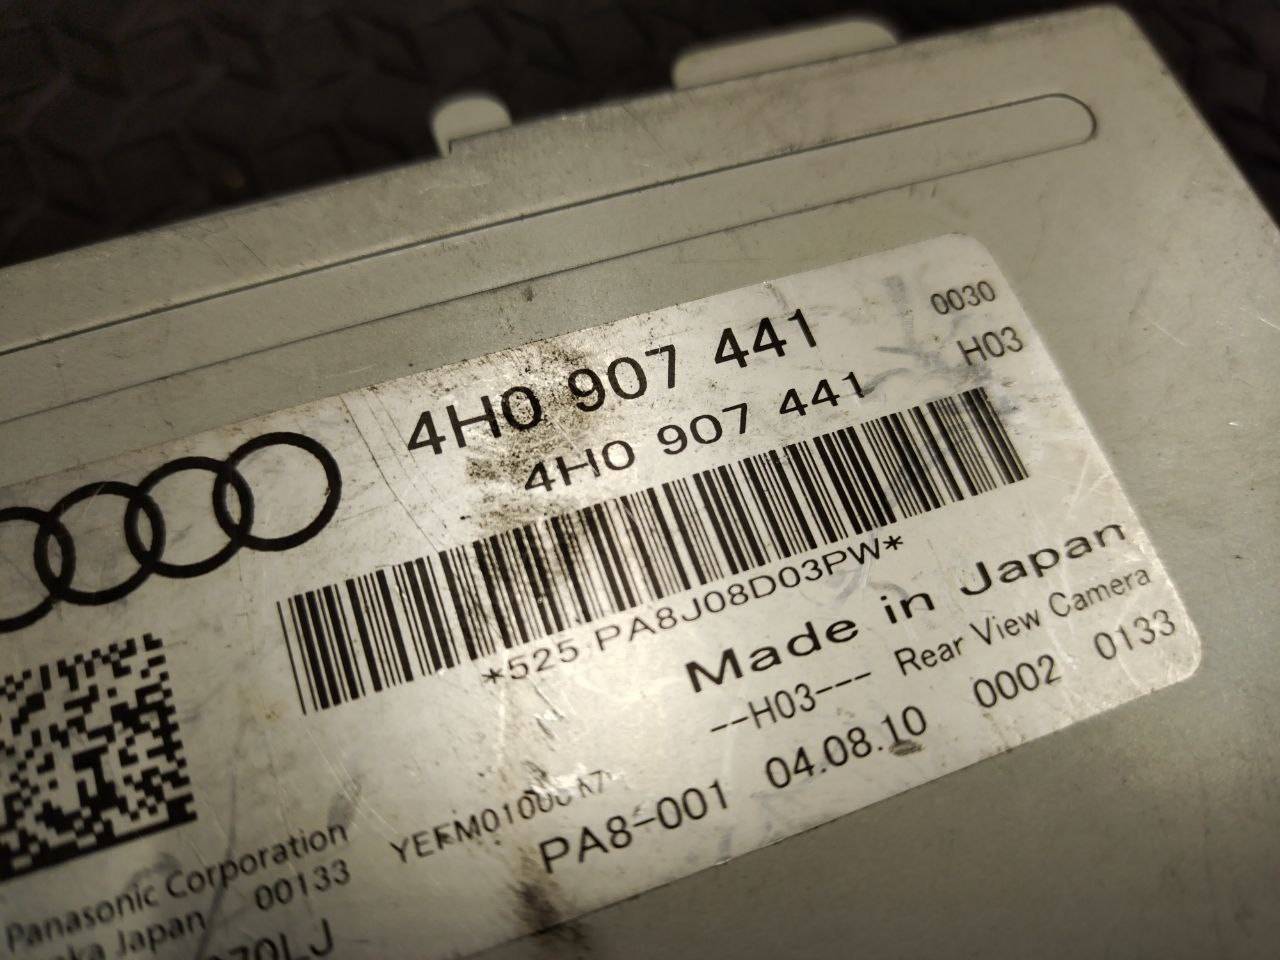 4H0 907 441
0030
4H0 907 441
H03
*525 PA8J08D03PW*
Made in Japan
--H03--- Rear View Camera
PA8-001 04.08.10 0002 0133
Panasonic Corporation
Japan 00133